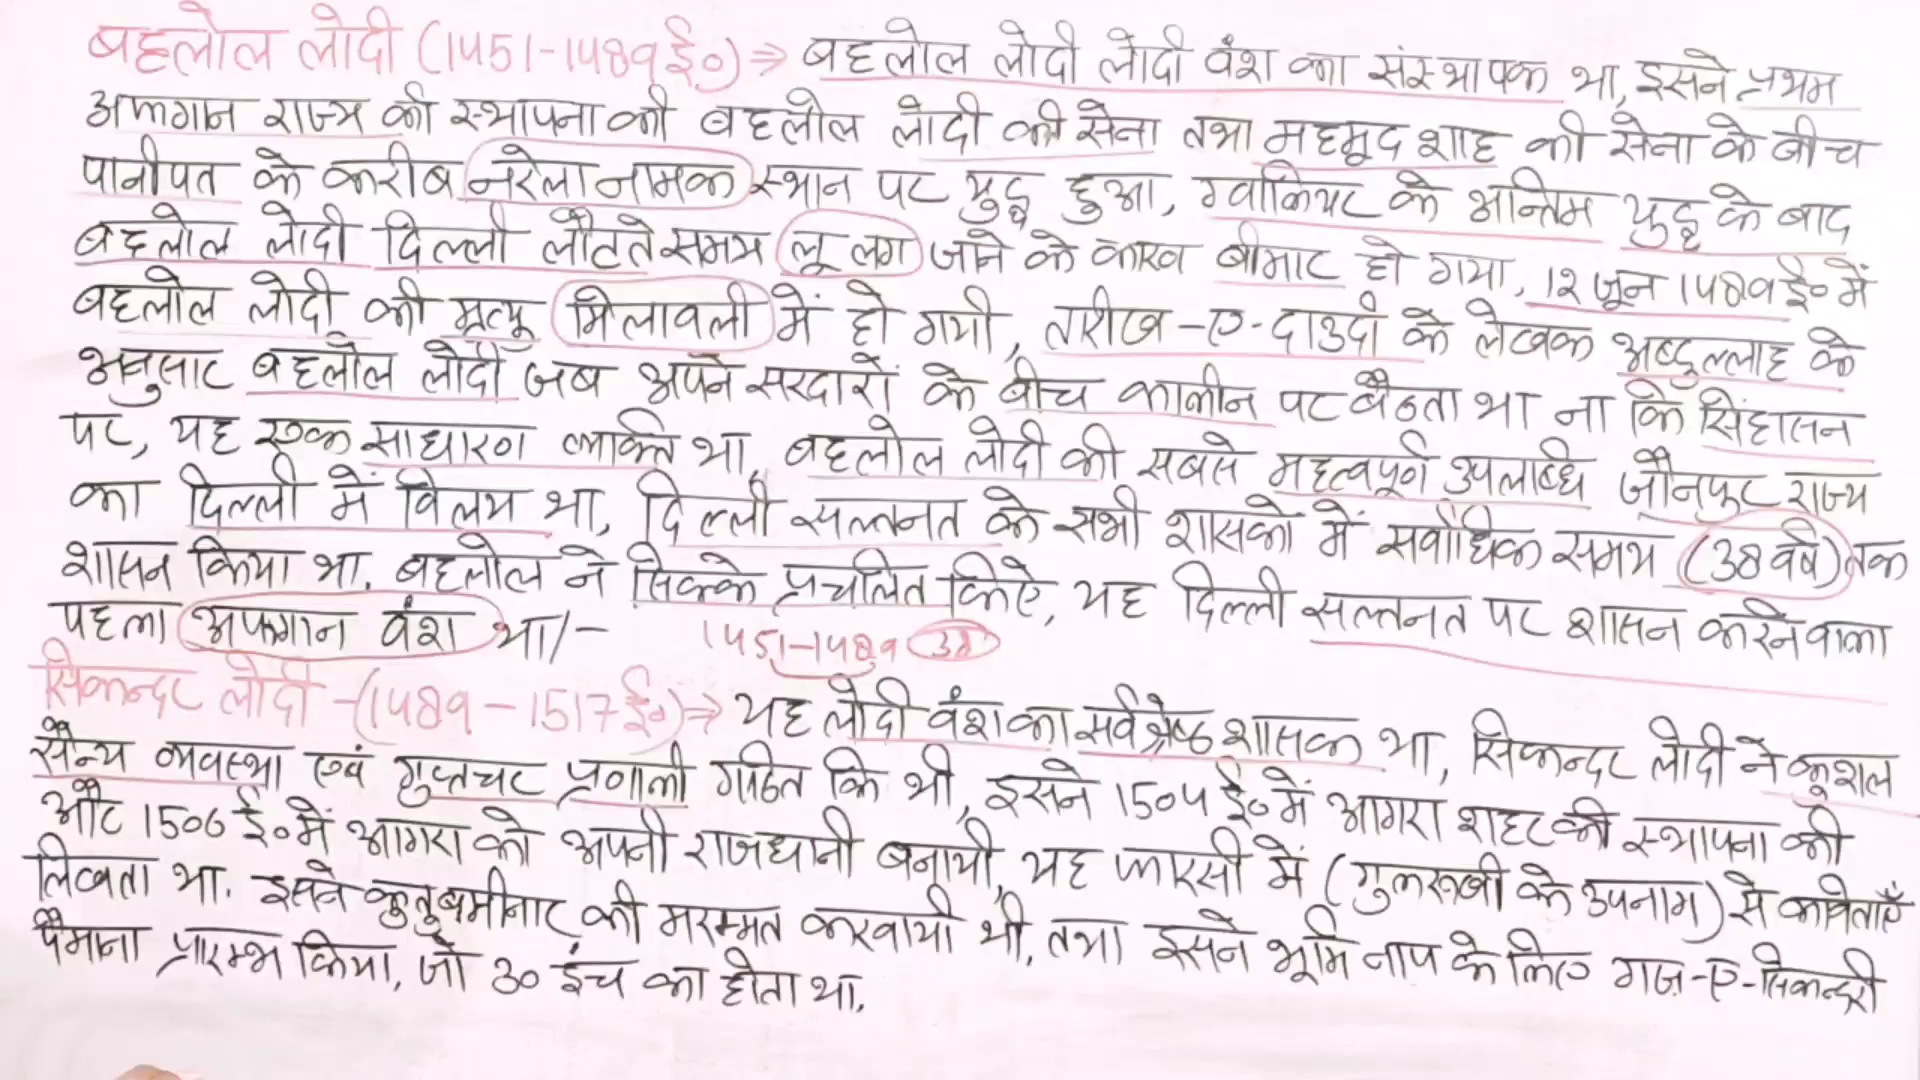 बहलोल लोदी (1451-1489ई०) ⇒ बहलोल लोदी लोदी वंश का संस्थापक था, इसने प्रथम
अफगान राज्य की स्थापना की बहलोल लोदी की सेना तथा महमूद शाह की सेना के बीच
पानीपत के करीब नरेला नामक स्थान पर युद्ध हुआ, ग्वालियर के अन्तिम युद्ध के बाद
बहलोल लोदी दिल्ली लौटते समय लू लग जाने के कारण बीमार हो गया, 12 जून 1489ई० में
बहलोल लोदी की मृत्यु मिलावली में हो गयी, तारीख-ए-दाउदी के लेखक अब्दुल्लाह के
अनुसार बहलोल लोदी जब अपने सरदारों के बीच कालीन पर बैठता था ना कि सिंहासन
पर, यह एक साधारण व्यक्ति था, बहलोल लोदी की सबसे महत्वपूर्ण उपलब्धि जौनपुर राज्य
का दिल्ली में विलय था, दिल्ली सल्तनत के सभी शासकों में सर्वाधिक समय (38 वर्ष) तक
शासन किया था. बहलोल ने सिक्के प्रचलित किऐ, यह दिल्ली सल्तनत पर शासन करने वाला
पहला अफगान वंश था/-
1451-1489 38
सिकन्दर लोदी -(1489 - 1517 ई०) → यह लोदी वंश का सर्वश्रेष्ठ शासक था, सिकन्दर लोदी ने कुशल
सैन्य व्यवस्था एवं गुप्तचर प्रणाली गठित कि थी, इसने 1504 ई० में आगरा शहर की स्थापना की
और 1506 ई० में आगरा को अपनी राजधानी बनायी, यह फारसी में (गुलरूखी के उपनाम) से कविताएँ
लिखता था. इसने कुतुबमीनार की मरम्मत करवायी थी, तथा इसने भूमि नाप के लिए गज-ए-सिकन्दरी
पैमाना प्रारम्भ किया, जो 30 इंच का होता था.